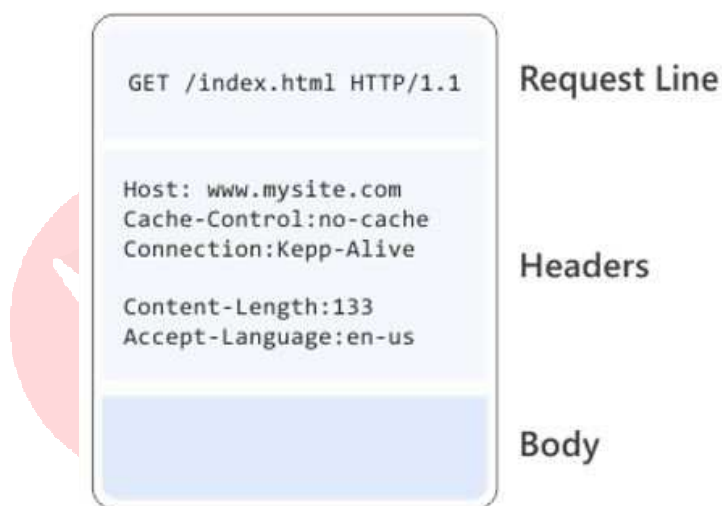 GET /index.html HTTP/1.1
Request Line
Host: www.mysite.com
Cache-Control:no-cache
Connection:Kepp-Alive
Content-Length:133
Accept-Language:en-us
Headers
Body